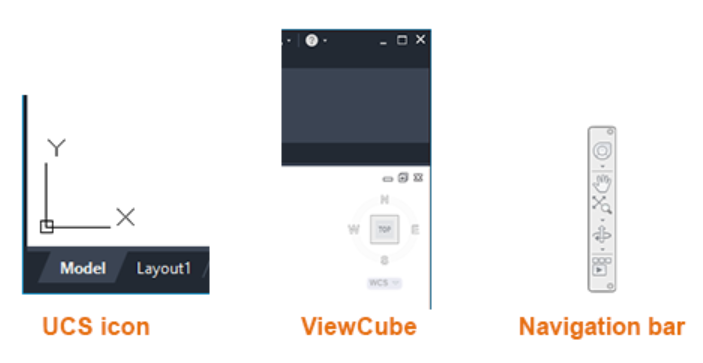 ?
Y
X
Model Layout1
UCS icon
N
W TOP E
S
WCS
ViewCube
Navigation bar